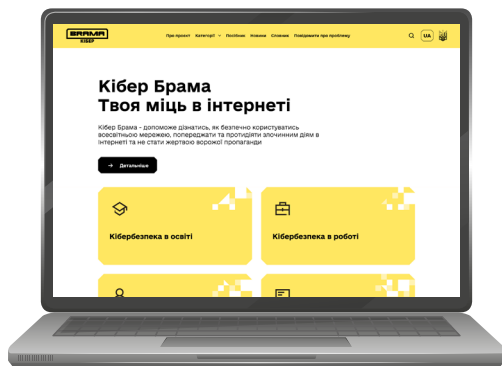 БРАМА
КІБЕР
Про проєкт Категорії Посібник Новини Спільно Повідомити про проблему
UA
Кібер Брама
Твоя міць в інтернеті
Кібер Брама – допоможе дізнатись, як безпечно користуватись
всесвітньою мережею, попереджати та протидіяти злочинним діям в
інтернеті та не стати жертвою ворожої пропаганди
→ Детальніше
Кібербезпека в освіті
Кібербезпека в роботі